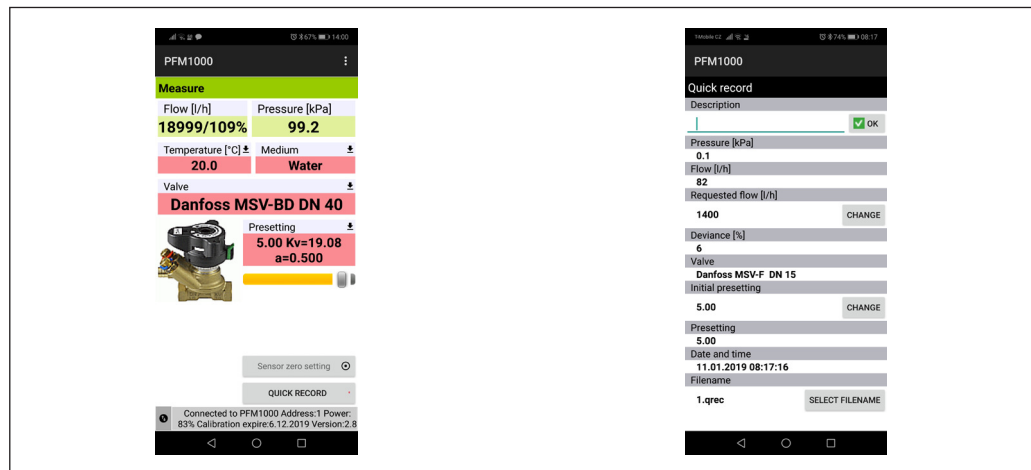 67% 14:00
PFM1000
Measure
Flow [l/h] Pressure [kPa]
18999/109% 99.2
Temperature [°C] Medium
20.0 Water
Valve
Danfoss MSV-BD DN 40
Presetting
5.00 Kv=19.08
a=0.500
Sensor zero setting
QUICK RECORD
Connected to PFM1000 Address:1 Power:
83% Calibration expire:6.12.2019 Version:2.8
T-Mobile CZ 74% 08:17
PFM1000
Quick record
Description
OK
Pressure [kPa]
0.1
Flow [l/h]
82
Requested flow [l/h]
1400 CHANGE
Deviance [%]
6
Valve
Danfoss MSV-F DN 15
Initial presetting
5.00 CHANGE
Presetting
5.00
Date and time
11.01.2019 08:17:16
Filename
1.qrec SELECT FILENAME